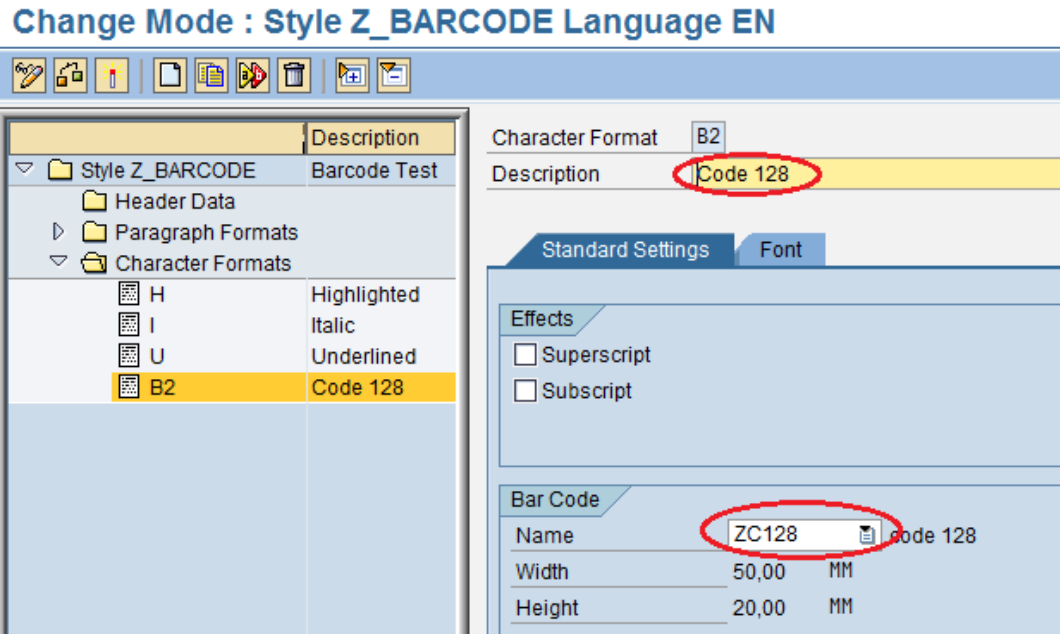 Change Mode : Style Z_BARCODE Language EN
Description
Style Z_BARCODE Barcode Test
Header Data
Paragraph Formats
Character Formats
H Highlighted
I Italic
U Underlined
B2 Code 128
Character Format B2
Description Code 128
Standard Settings Font
Effects
Superscript
Subscript
Bar Code
Name ZC128 code 128
Width 50,00 MM
Height 20,00 MM